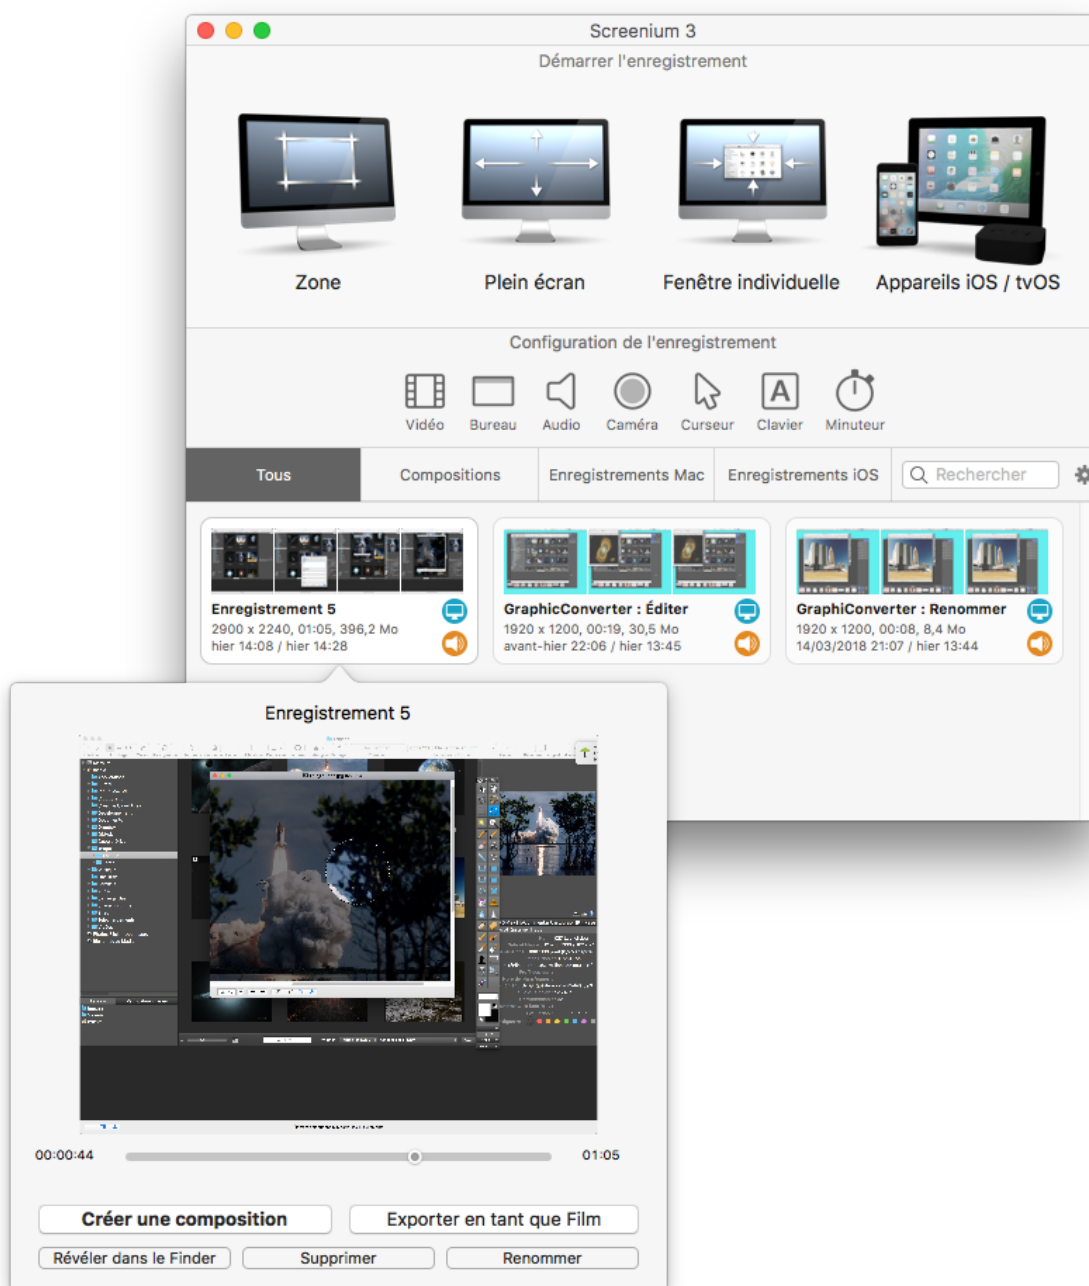 Screenium 3
Démarrer l'enregistrement
Zone
Plein écran
Fenêtre individuelle
Appareils iOS / tvOS
Configuration de l'enregistrement
Vidéo
Bureau
Audio
Caméra
Curseur
A
Clavier
Minuteur
Tous
Compositions
Enregistrements Mac
Enregistrements iOS
Rechercher
Enregistrement 5
2900 x 2240, 01:05, 396,2 Mo
hier 14:08 / hier 14:28
GraphicConverter : Éditer
1920 x 1200, 00:19, 30,5 Mo
avant-hier 22:06 / hier 13:45
GraphiConverter : Renommer
1920 x 1200, 00:08, 8,4 Mo
14/03/2018 21:07 / hier 13:44
Enregistrement 5
00:00:44
01:05
Créer une composition
Exporter en tant que Film
Révéler dans le Finder
Supprimer
Renommer